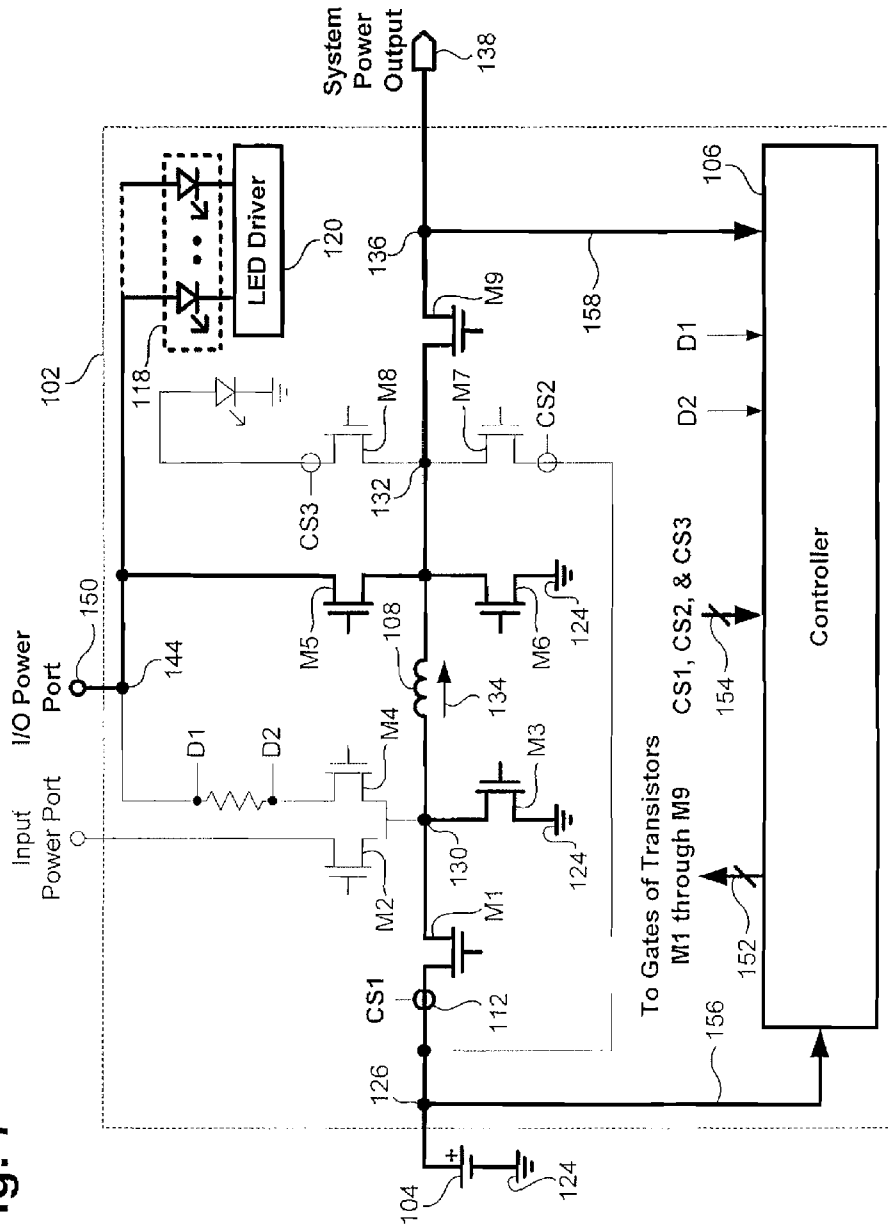 ig. 7
I/O Power
Port
150
Input
Power Port
144
102
118
LED Driver
120
System
Power
Output
138
D1
D2
M2
M4
M5
108
134
CS3
M8
132
M7
CS2
M9
136
M6
124
M3
124
130
M1
CS1
112
126
104
+
124
158
156
To Gates of Transistors
M1 through M9
152
CS1, CS2, & CS3
154
D2
D1
106
Controller